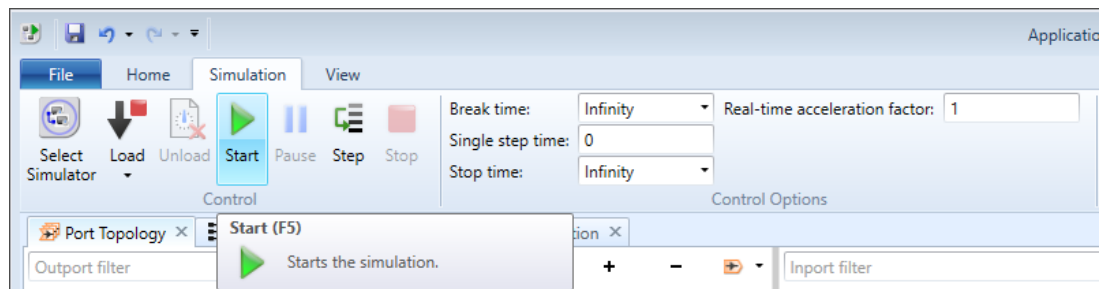 Applicatio
File Home Simulation View
Break time: Infinity Real-time acceleration factor: 1
Single step time: 0
Stop time: Infinity
Select Simulator Load Unload Start Pause Step Stop
Control Control Options
Port Topology tion
Start (F5)
Starts the simulation.
Outport filter + - Inport filter